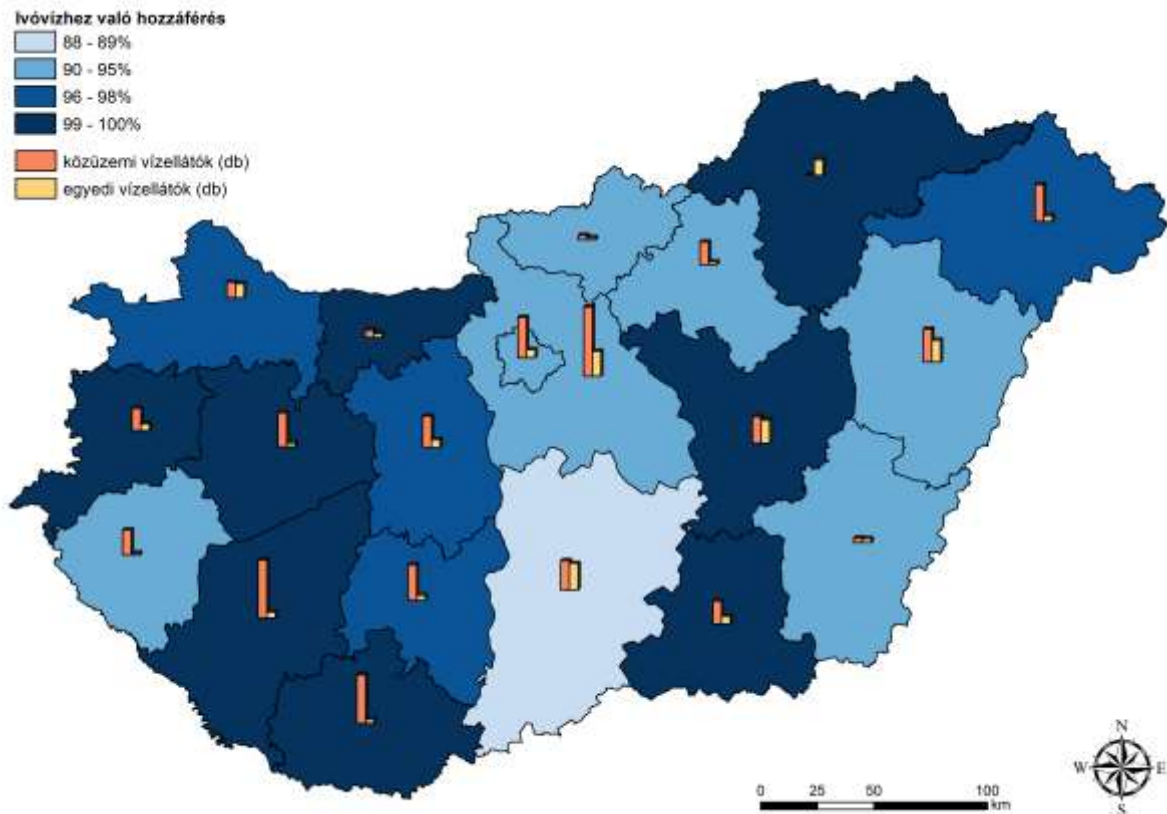 Ivóvízhez való hozzáférés
88 - 89%
90 - 95%
96 - 98%
99 - 100%
közüzemi vízellátók (db)
egyedi vízellátók (db)
N
W E
S
0 25 50 100
km